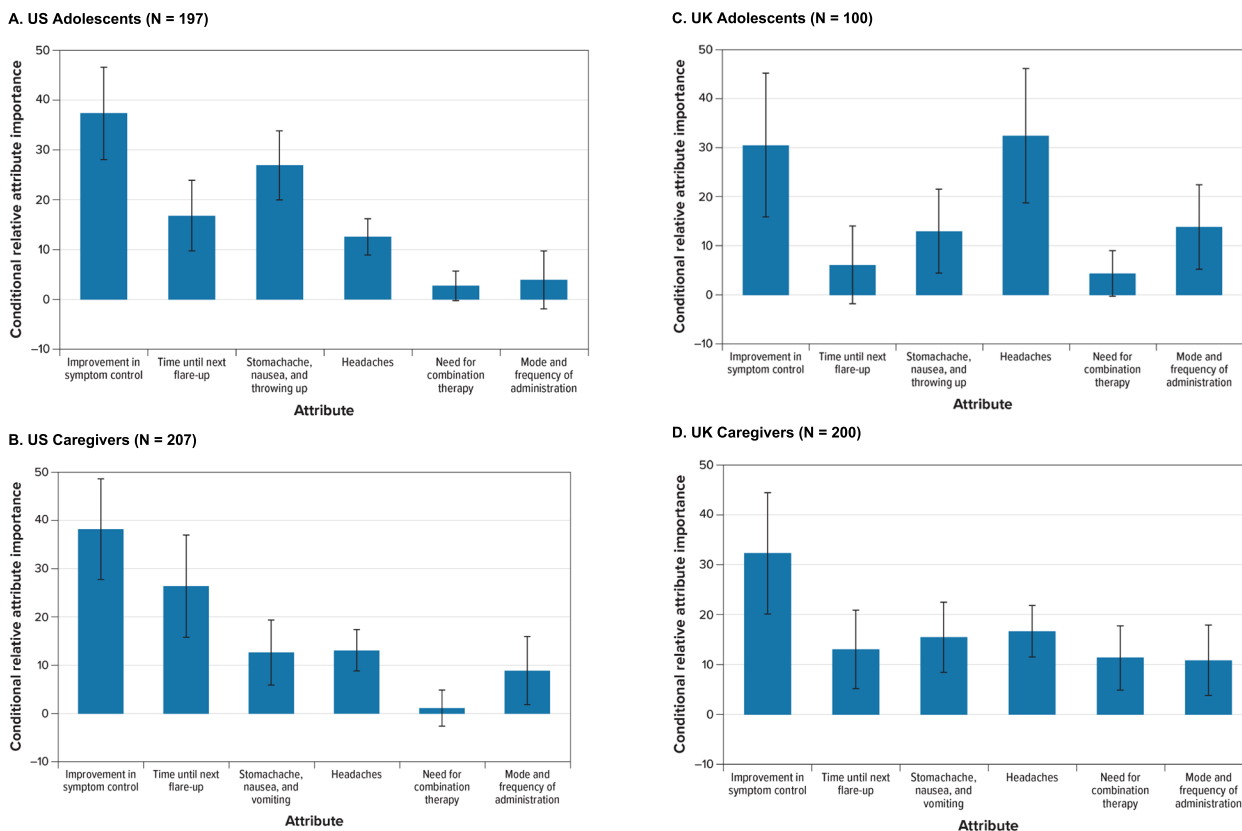 A. US Adolescents (N = 197)
Conditional relative attribute importance
50
40
30
20
10
0
–10
Improvement in
symptom control
Time until next
flare-up
Stomachache,
nausea, and
throwing up
Headaches
Need for
combination
therapy
Mode and
frequency of
administration
Attribute
B. US Caregivers (N = 207)
Conditional relative attribute importance
50
40
30
20
10
0
–10
Improvement in
symptom control
Time until next
flare-up
Stomachache,
nausea, and
vomiting
Headaches
Need for
combination
therapy
Mode and
frequency of
administration
Attribute
C. UK Adolescents (N = 100)
Conditional relative attribute importance
50
40
30
20
10
0
–10
Improvement in
symptom control
Time until next
flare-up
Stomachache,
nausea, and
throwing up
Headaches
Need for
combination
therapy
Mode and
frequency of
administration
Attribute
D. UK Caregivers (N = 200)
Conditional relative attribute importance
50
40
30
20
10
0
–10
Improvement in
symptom control
Time until next
flare-up
Stomachache,
nausea, and
vomiting
Headaches
Need for
combination
therapy
Mode and
frequency of
administration
Attribute